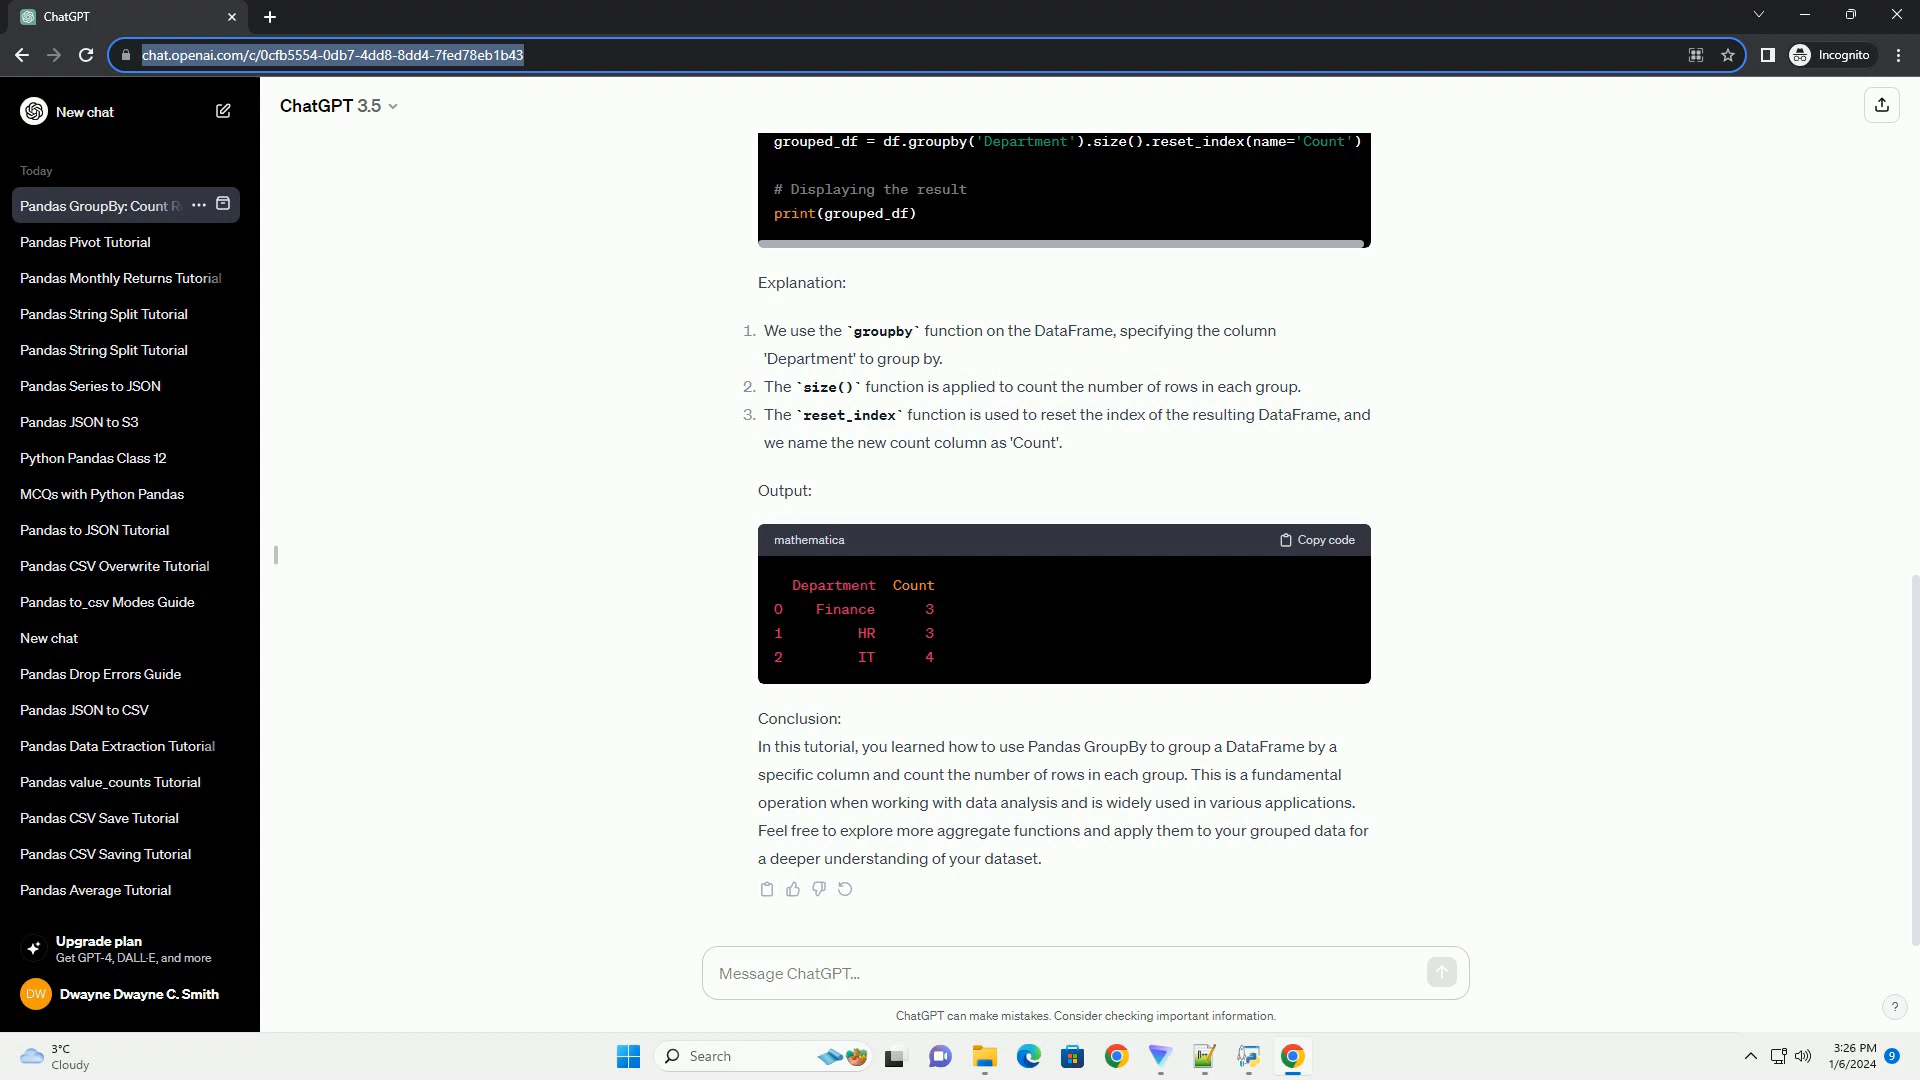 ChatGPT
chat.openai.com/c/0cfb5554-0db7-4dd8-8dd4-7fed78eb1b43
Incognito
New chat
Today
Pandas GroupBy: Count R
Pandas Pivot Tutorial
Pandas Monthly Returns Tutorial
Pandas String Split Tutorial
Pandas String Split Tutorial
Pandas Series to JSON
Pandas JSON to S3
Python Pandas Class 12
MCQs with Python Pandas
Pandas to JSON Tutorial
Pandas CSV Overwrite Tutorial
Pandas to_csv Modes Guide
New chat
Pandas Drop Errors Guide
Pandas JSON to CSV
Pandas Data Extraction Tutorial
Pandas value_counts Tutorial
Pandas CSV Save Tutorial
Pandas CSV Saving Tutorial
Pandas Average Tutorial
Upgrade plan
Get GPT-4, DALL·E, and more
DW Dwayne Dwayne C. Smith
ChatGPT 3.5
grouped_df = df.groupby('Department').size().reset_index(name='Count')
# Displaying the result
print(grouped_df)
Explanation:
1. We use the `groupby` function on the DataFrame, specifying the column
'Department' to group by.
2. The `size()` function is applied to count the number of rows in each group.
3. The `reset_index` function is used to reset the index of the resulting DataFrame, and
we name the new count column as 'Count'.
Output:
mathematica Copy code
Department Count
0 Finance 3
1 HR 3
2 IT 4
Conclusion:
In this tutorial, you learned how to use Pandas GroupBy to group a DataFrame by a
specific column and count the number of rows in each group. This is a fundamental
operation when working with data analysis and is widely used in various applications.
Feel free to explore more aggregate functions and apply them to your grouped data for
a deeper understanding of your dataset.
Message ChatGPT...
ChatGPT can make mistakes. Consider checking important information.
?
3°C
Cloudy
Search
3:26 PM
1/6/2024
9